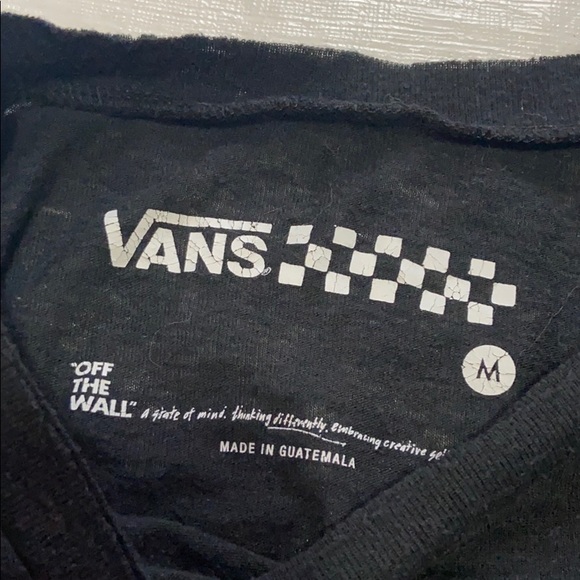 VANS
M
"OFF
THE
WALL" a state of mind. thinking differently. embracing creative
MADE IN GUATEMALA